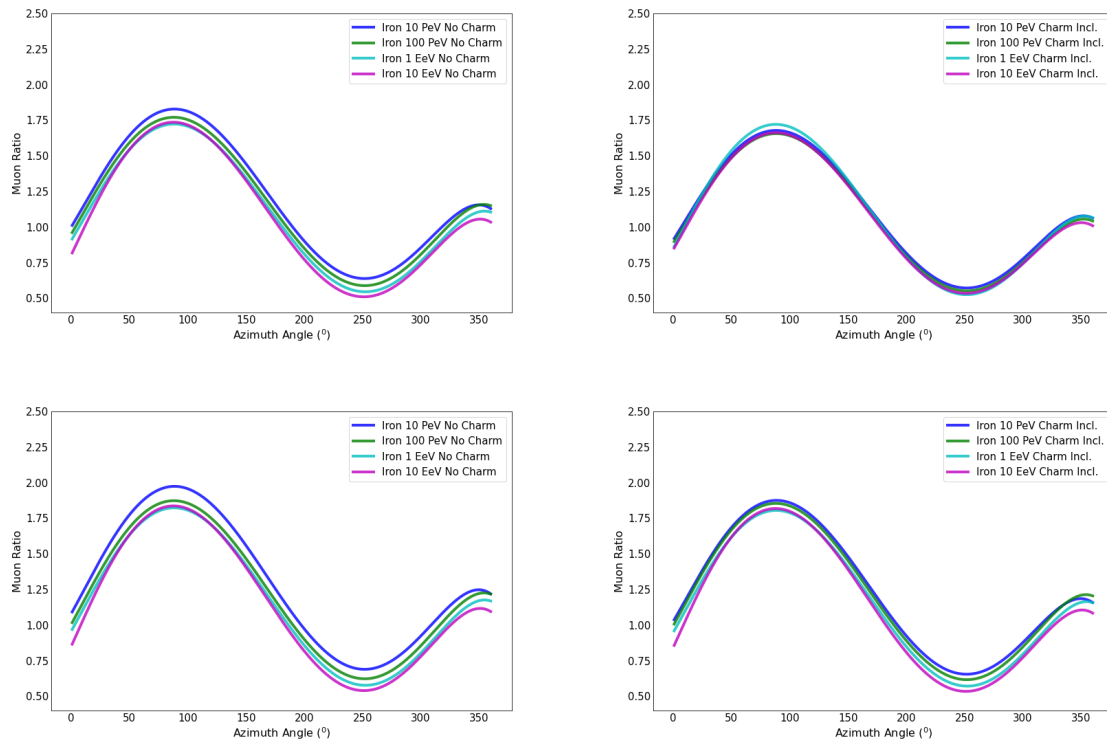 2.50
2.25
2.00
1.75
1.50
1.25
1.00
0.75
0.50
Muon Ratio
Iron 10 PeV No Charm
Iron 100 PeV No Charm
Iron 1 EeV No Charm
Iron 10 EeV No Charm
0 50 100 150 200 250 300 350
Azimuth Angle (⁰)
2.50
2.25
2.00
1.75
1.50
1.25
1.00
0.75
0.50
Muon Ratio
Iron 10 PeV Charm Incl.
Iron 100 PeV Charm Incl.
Iron 1 EeV Charm Incl.
Iron 10 EeV Charm Incl.
0 50 100 150 200 250 300 350
Azimuth Angle (⁰)
2.50
2.25
2.00
1.75
1.50
1.25
1.00
0.75
0.50
Muon Ratio
Iron 10 PeV No Charm
Iron 100 PeV No Charm
Iron 1 EeV No Charm
Iron 10 EeV No Charm
0 50 100 150 200 250 300 350
Azimuth Angle (⁰)
2.50
2.25
2.00
1.75
1.50
1.25
1.00
0.75
0.50
Muon Ratio
Iron 10 PeV Charm Incl.
Iron 100 PeV Charm Incl.
Iron 1 EeV Charm Incl.
Iron 10 EeV Charm Incl.
0 50 100 150 200 250 300 350
Azimuth Angle (⁰)